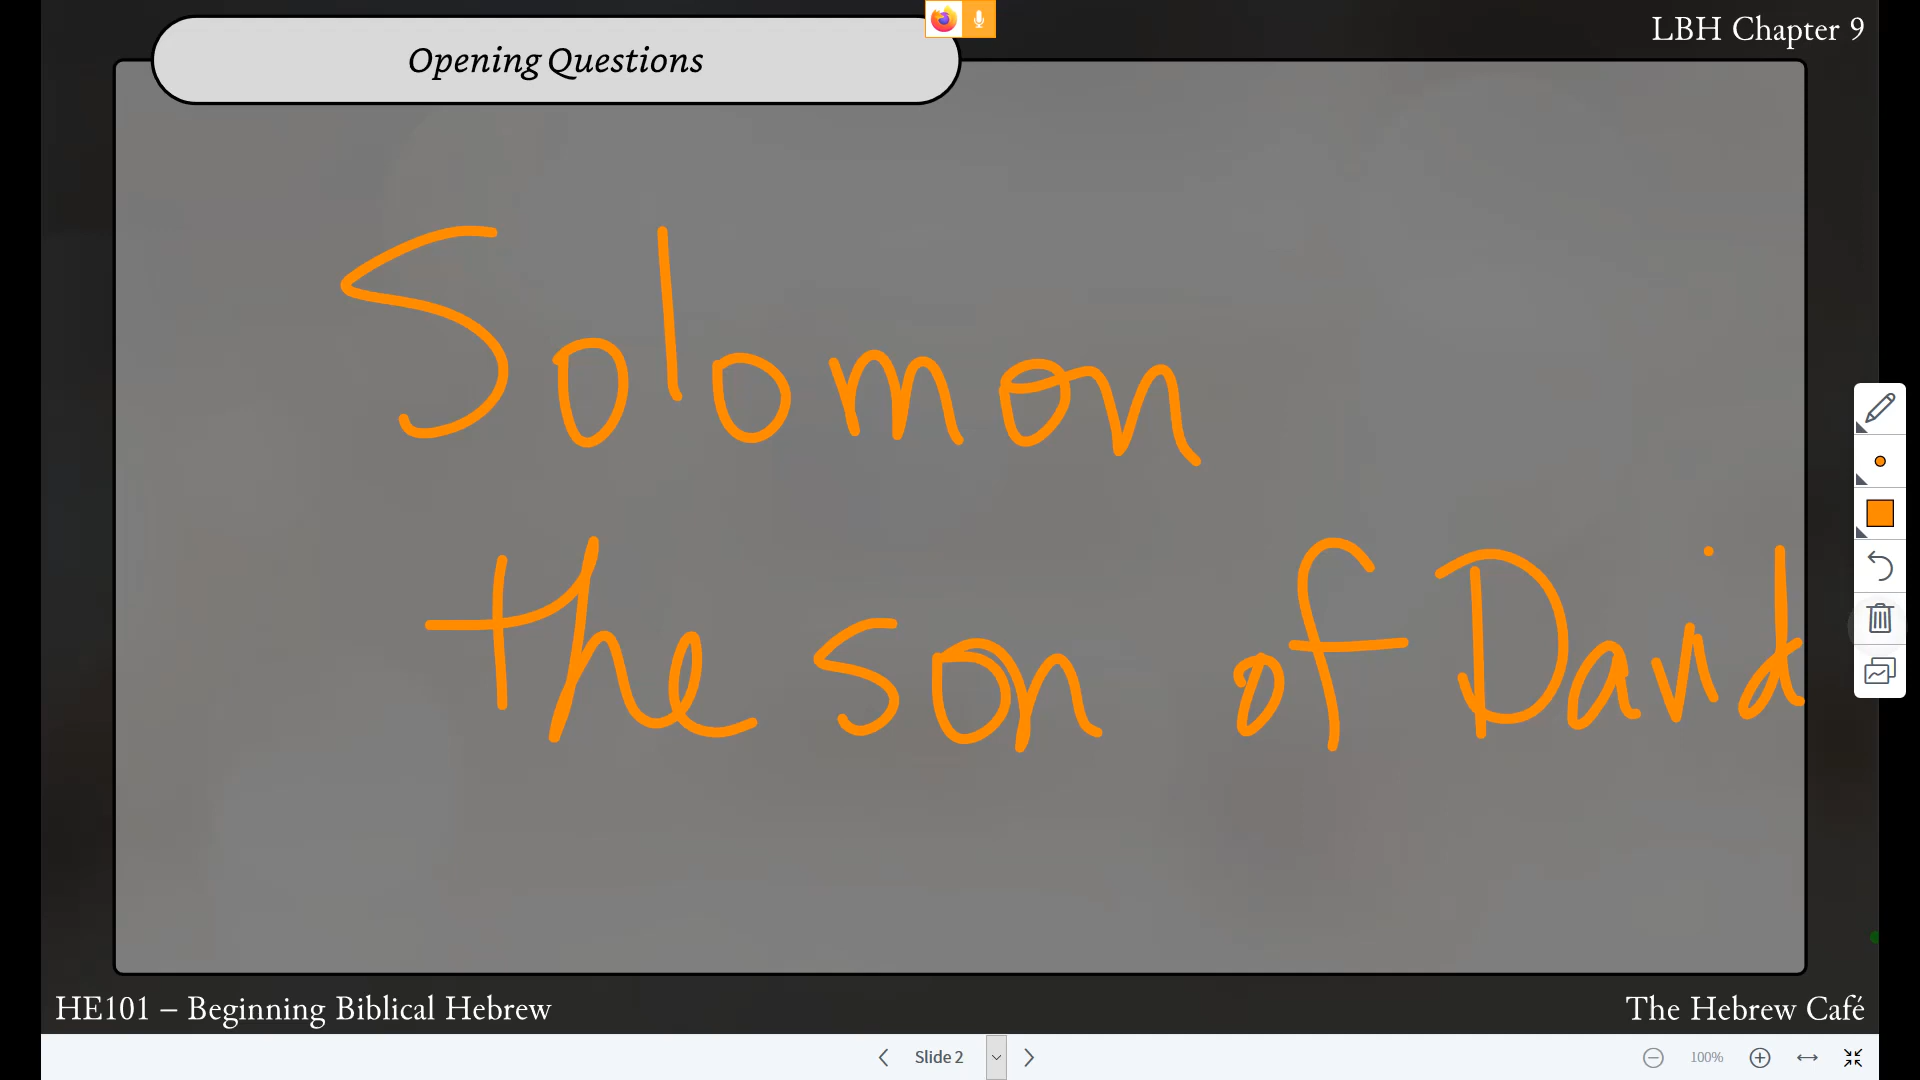 Opening Questions
LBH Chapter 9
Solomon
the son of David
HE101 – Beginning Biblical Hebrew
The Hebrew Café
Slide 2
100%